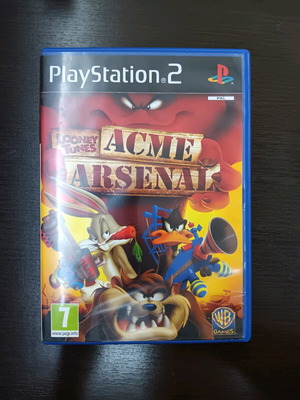 PlayStation®2
PAL
LOONEY
TUNES
ACME
ARSENAL
7
www.pegi.info
WB
GAMES